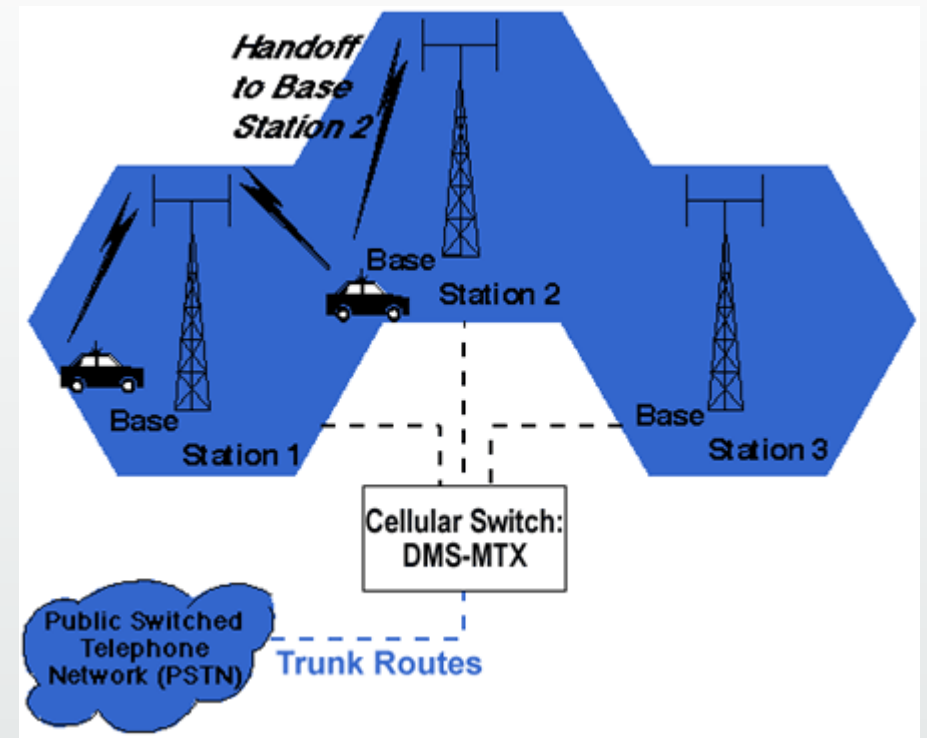 Handoff
to Base
Station 2
Base
Station 2
Base
Station 1
Base
Station 3
Cellular Switch:
DMS-MTX
Public Switched
Telephone
Network (PSTN)
Trunk Routes